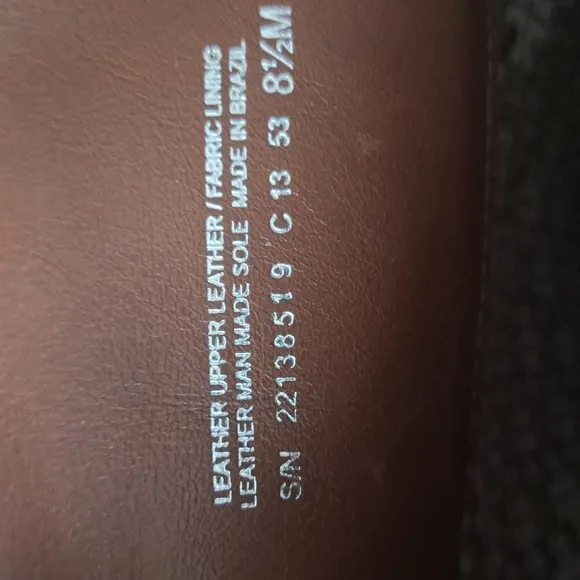 LEATHER UPPER LEATHER / FABRIC LINING
LEATHER MAN MADE SOLE MADE IN BRAZIL
S/N 22138519 C 13 53 8½M